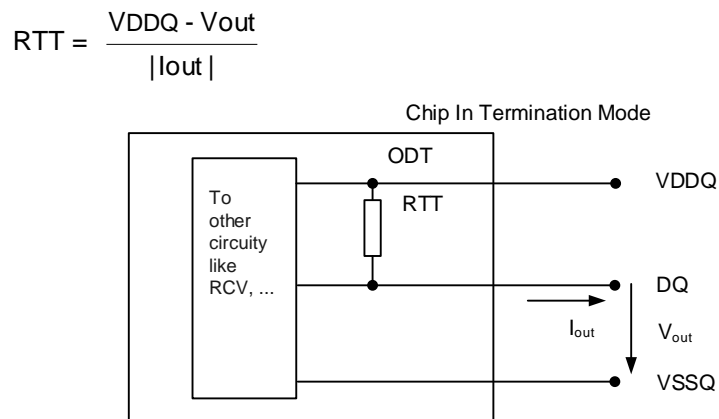 RTT = VDDQ - Vout
|Iout|
Chip In Termination Mode
ODT
VDDQ
To
other
circuity
like
RCV, ...
RTT
DQ
Iout
Vout
VSSQ